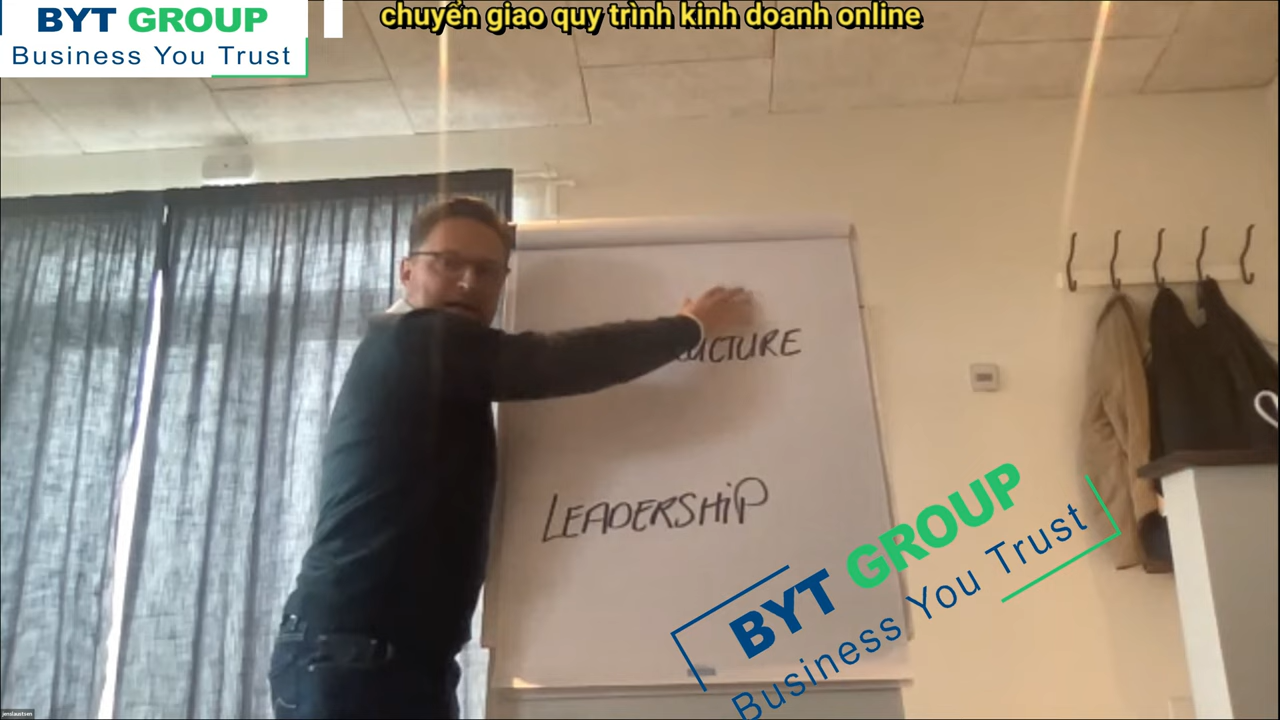 BYT GROUP
Business You Trust
chuyển giao quy trình kinh doanh online
UCTURE
LEADERSHiP
BYT GROUP
Business You Trust